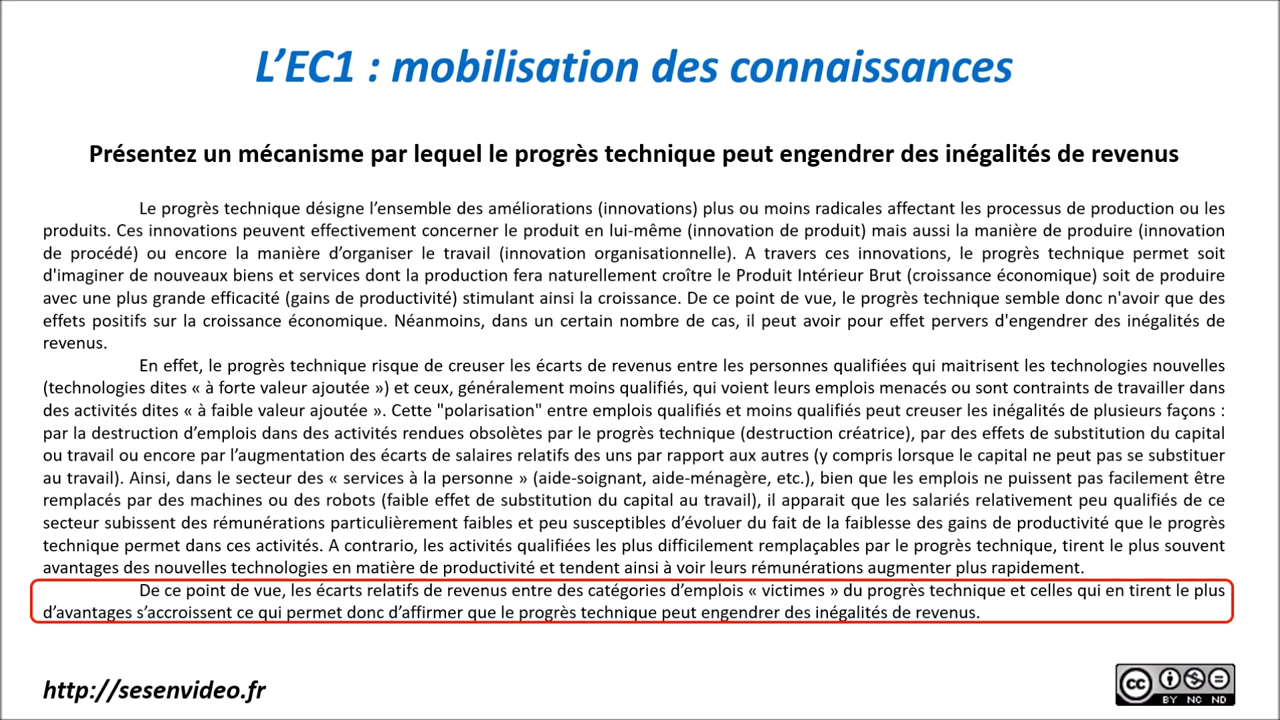 L’EC1 : mobilisation des connaissances
Présentez un mécanisme par lequel le progrès technique peut engendrer des inégalités de revenus
Le progrès technique désigne l’ensemble des améliorations (innovations) plus ou moins radicales affectant les processus de production ou les
produits. Ces innovations peuvent effectivement concerner le produit en lui-même (innovation de produit) mais aussi la manière de produire (innovation
de procédé) ou encore la manière d’organiser le travail (innovation organisationnelle). A travers ces innovations, le progrès technique permet soit
d'imaginer de nouveaux biens et services dont la production fera naturellement croître le Produit Intérieur Brut (croissance économique) soit de produire
avec une plus grande efficacité (gains de productivité) stimulant ainsi la croissance. De ce point de vue, le progrès technique semble donc n'avoir que des
effets positifs sur la croissance économique. Néanmoins, dans un certain nombre de cas, il peut avoir pour effet pervers d'engendrer des inégalités de
revenus.
En effet, le progrès technique risque de creuser les écarts de revenus entre les personnes qualifiées qui maitrisent les technologies nouvelles
(technologies dites « à forte valeur ajoutée ») et ceux, généralement moins qualifiés, qui voient leurs emplois menacés ou sont contraints de travailler dans
des activités dites « à faible valeur ajoutée ». Cette "polarisation" entre emplois qualifiés et moins qualifiés peut creuser les inégalités de plusieurs façons :
par la destruction d’emplois dans des activités rendues obsolètes par le progrès technique (destruction créatrice), par des effets de substitution du capital
ou travail ou encore par l’augmentation des écarts de salaires relatifs des uns par rapport aux autres (y compris lorsque le capital ne peut pas se substituer
au travail). Ainsi, dans le secteur des « services à la personne » (aide-soignant, aide-ménagère, etc.), bien que les emplois ne puissent pas facilement être
remplacés par des machines ou des robots (faible effet de substitution du capital au travail), il apparait que les salariés relativement peu qualifiés de ce
secteur subissent des rémunérations particulièrement faibles et peu susceptibles d’évoluer du fait de la faiblesse des gains de productivité que le progrès
technique permet dans ces activités. A contrario, les activités qualifiées les plus difficilement remplaçables par le progrès technique, tirent le plus souvent
avantages des nouvelles technologies en matière de productivité et tendent ainsi à voir leurs rémunérations augmenter plus rapidement.
De ce point de vue, les écarts relatifs de revenus entre des catégories d’emplois « victimes » du progrès technique et celles qui en tirent le plus
d’avantages s’accroissent ce qui permet donc d’affirmer que le progrès technique peut engendrer des inégalités de revenus.
http://sesenvideo.fr
cc
BY NC ND